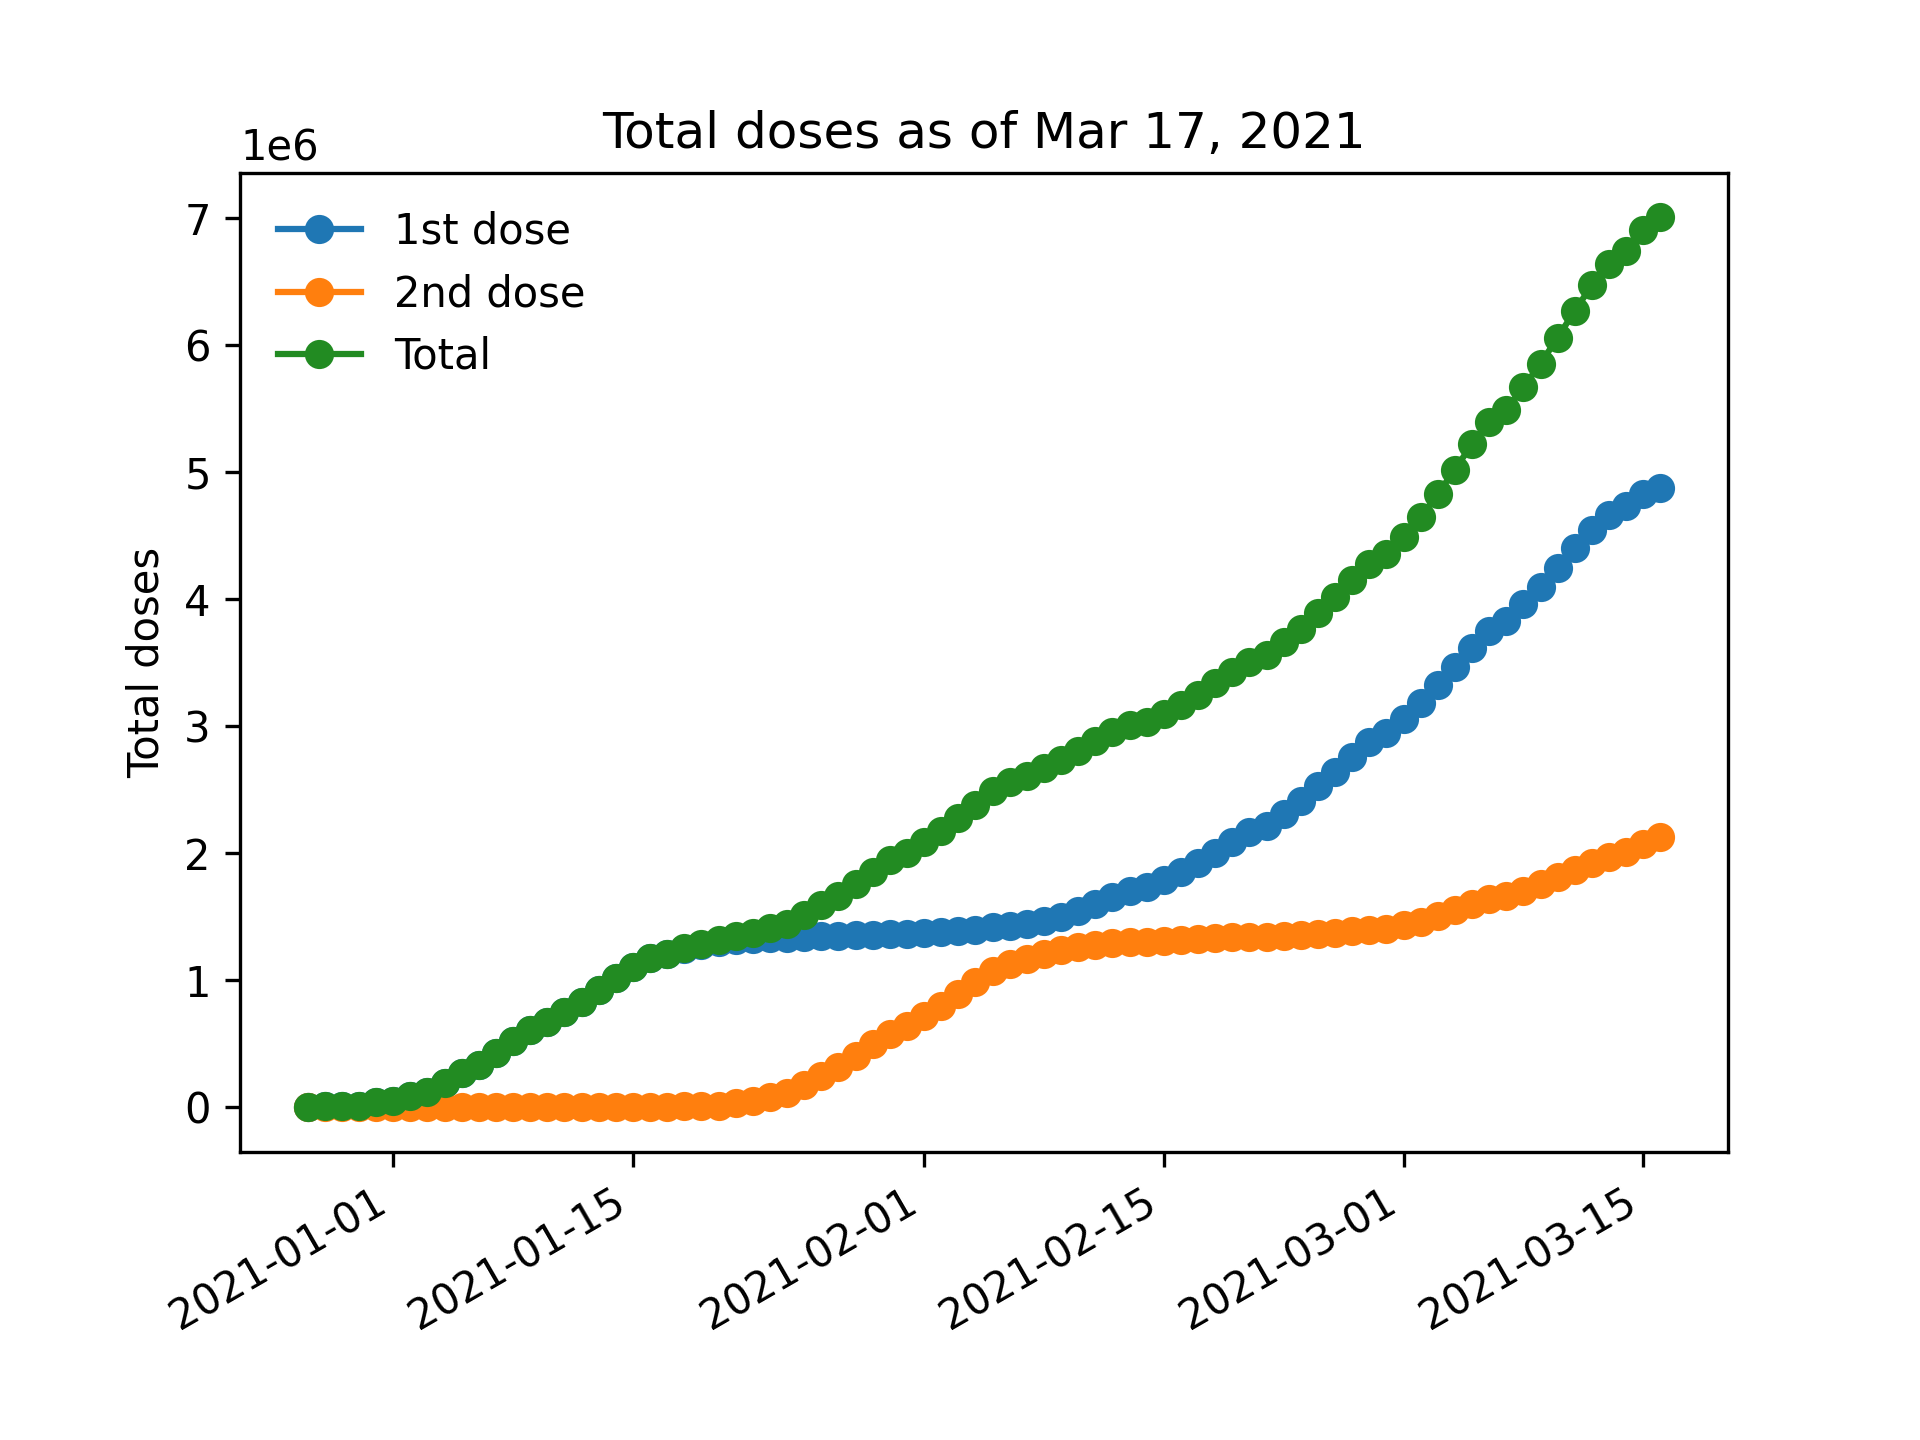 Total doses as of Mar 17, 2021
1e6
7
6
5
4
3
2
1
0
Total doses
1st dose
2nd dose
Total
2021-01-01
2021-01-15
2021-02-01
2021-02-15
2021-03-01
2021-03-15